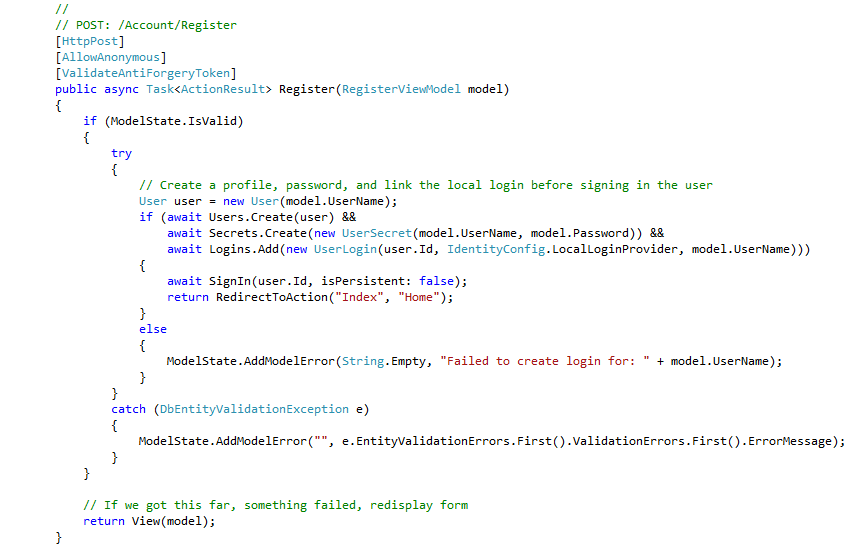 //
// POST: /Account/Register
[HttpPost]
[AllowAnonymous]
[ValidateAntiForgeryToken]
public async Task<ActionResult> Register(RegisterViewModel model)
{
    if (ModelState.IsValid)
    {
        try
        {
            // Create a profile, password, and link the local login before signing in the user
            User user = new User(model.UserName);
            if (await Users.Create(user) &&
                await Secrets.Create(new UserSecret(model.UserName, model.Password)) &&
                await Logins.Add(new UserLogin(user.Id, IdentityConfig.LocalLoginProvider, model.UserName)))
            {
                await SignIn(user.Id, isPersistent: false);
                return RedirectToAction("Index", "Home");
            }
            else
            {
                ModelState.AddModelError(String.Empty, "Failed to create login for: " + model.UserName);
            }
        }
        catch (DbEntityValidationException e)
        {
            ModelState.AddModelError("", e.EntityValidationErrors.First().ValidationErrors.First().ErrorMessage);
        }
    }

    // If we got this far, something failed, redisplay form
    return View(model);
}